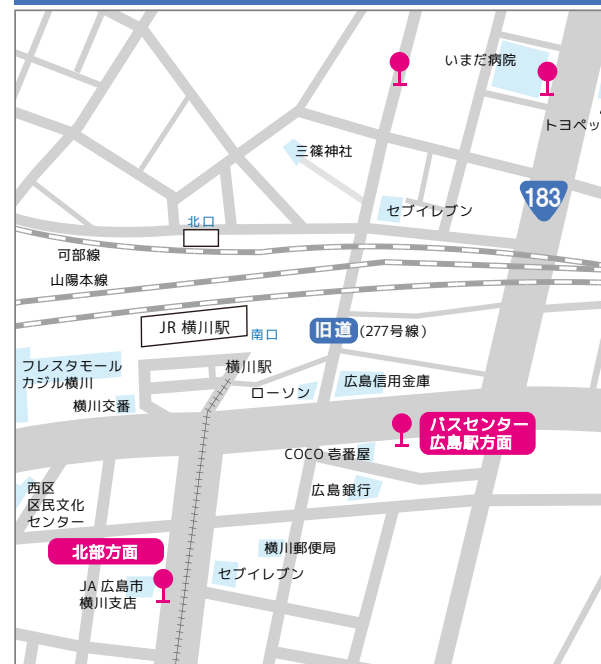 いまだ病院
トヨペッ
三篠神社
183
セブイレブン
北口
可部線
山陽本線
JR 横川駅
南口
旧道 (277号線)
フレスタモール
カジル横川
横川駅
ローソン
広島信用金庫
横川交番
バスセンター
広島駅方面
COCO 壱番屋
西区
区民文化
センター
広島銀行
北部方面
横川郵便局
セブイレブン
JA 広島市
横川支店